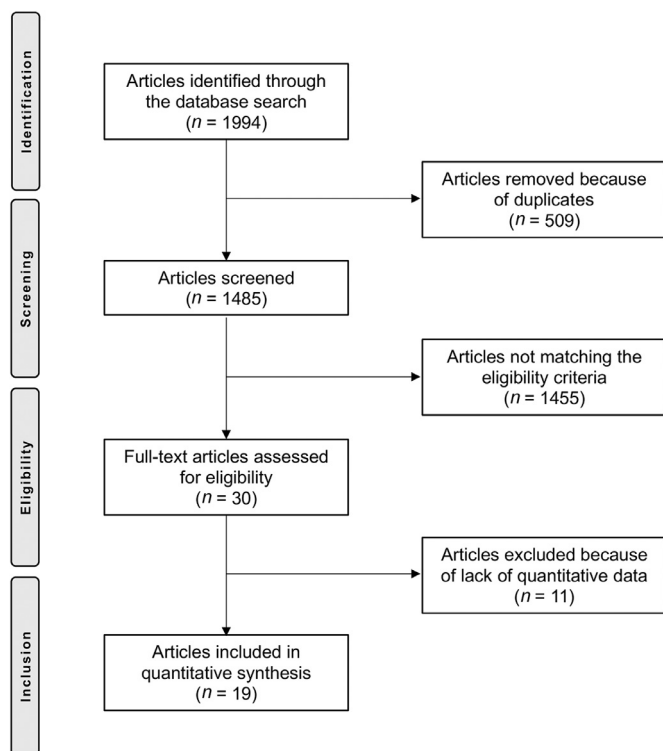 Identification
Articles identified through
the database search
(n = 1994)
Articles removed because
of duplicates
(n = 509)
Screening
Articles screened
(n = 1485)
Articles not matching the
eligibility criteria
(n = 1455)
Eligibility
Full-text articles assessed
for eligibility
(n = 30)
Articles excluded because
of lack of quantitative data
(n = 11)
Inclusion
Articles included in
quantitative synthesis
(n = 19)